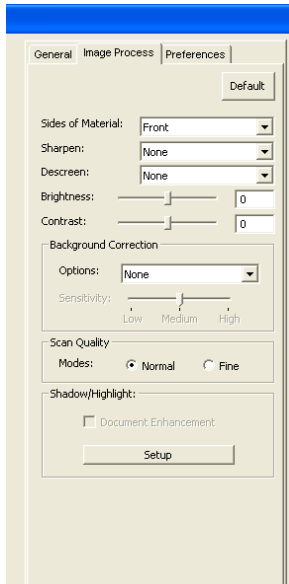 General Image Process Preferences
Default
Sides of Material: Front
Sharpen: None
Descreen: None
Brightness: 0
Contrast: 0
Background Correction
Options: None
Sensitivity:
Low Medium High
Scan Quality
Modes: Normal Fine
Shadow/Highlight:
Document Enhancement
Setup